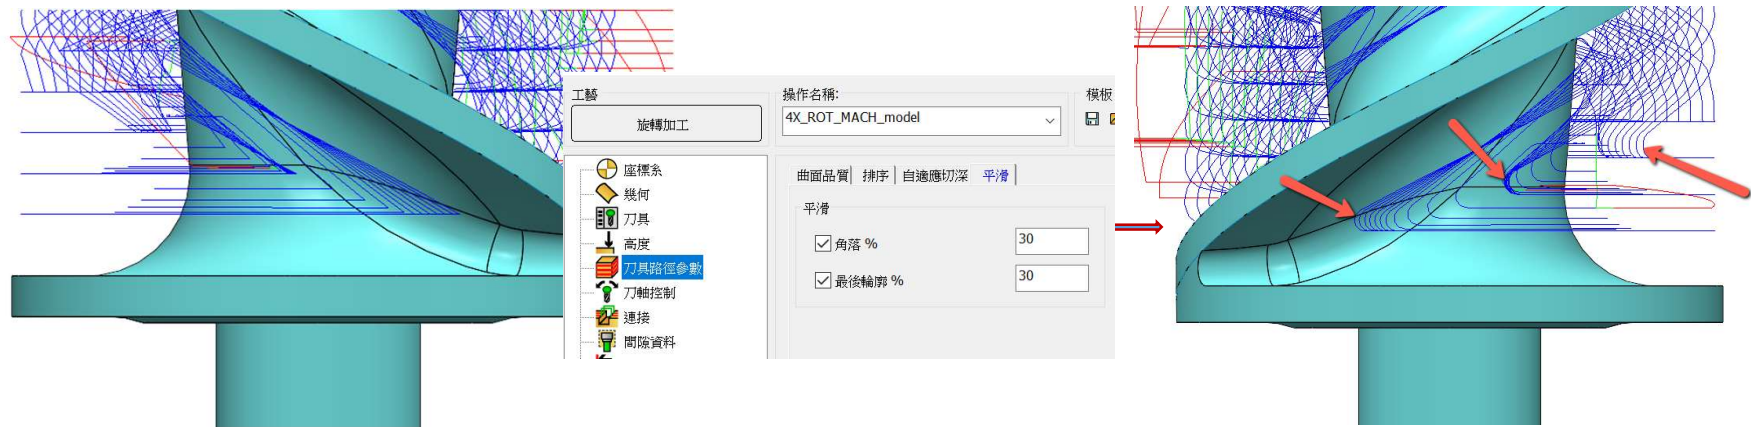 工藝
操作名稱:
模板
旋轉加工
4X_ROT_MACH_model
座標系
幾何
刀具
高度
刀具路徑參數
刀軸控制
連接
間隙資料
曲面品質 排序 自適應切深 平滑
平滑
角落 % 30
最後輪廓 % 30